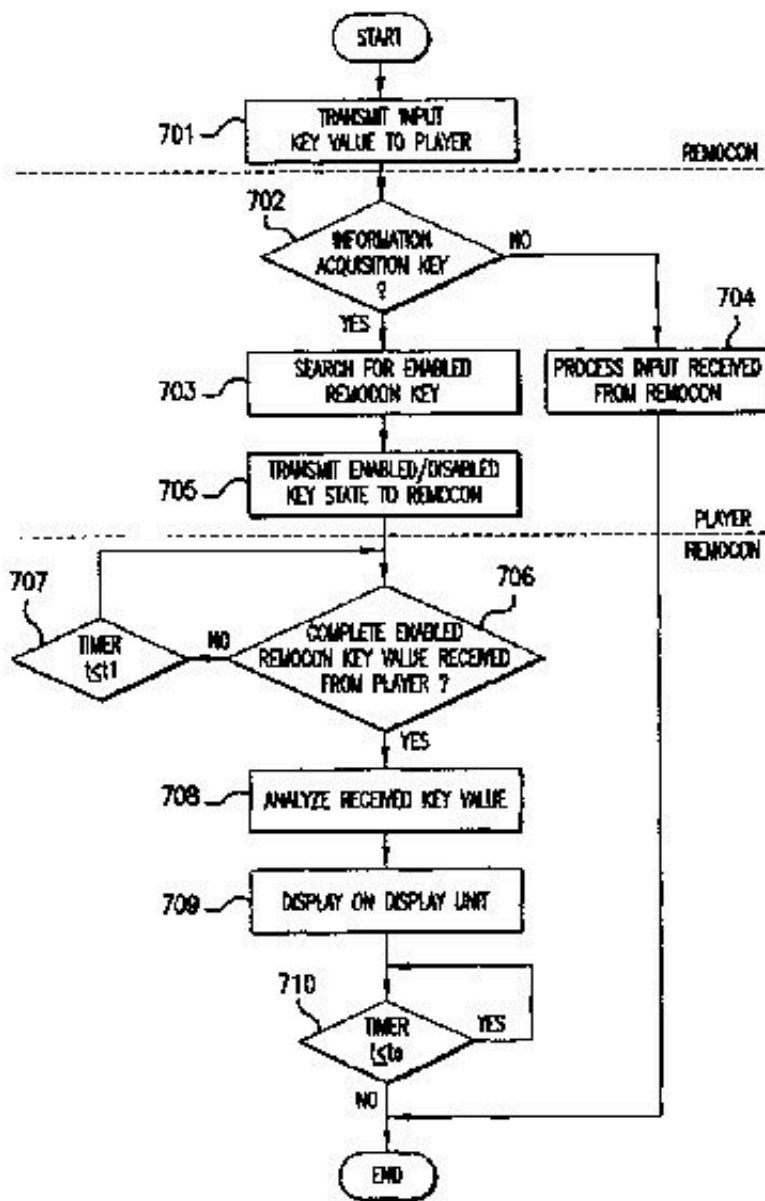 START
701
TRANSMIT INPUT
KEY VALUE TO PLAYER
REMOCON
702
INFORMATION
ACQUISITION KEY
?
NO
YES
704
703
SEARCH FOR ENABLED
REMOCON KEY
PROCESS INPUT RECEIVED
FROM REMOCON
705
TRANSMIT ENABLED/DISABLED
KEY STATE TO REMOCON
PLAYER
REMOCON
707
706
TIMER
t≤t1
NO
COMPLETE ENABLED
REMOCON KEY VALUE RECEIVED
FROM PLAYER ?
YES
708
ANALYZE RECEIVED KEY VALUE
709
DISPLAY ON DISPLAY UNIT
710
TIMER
YES
NO
END